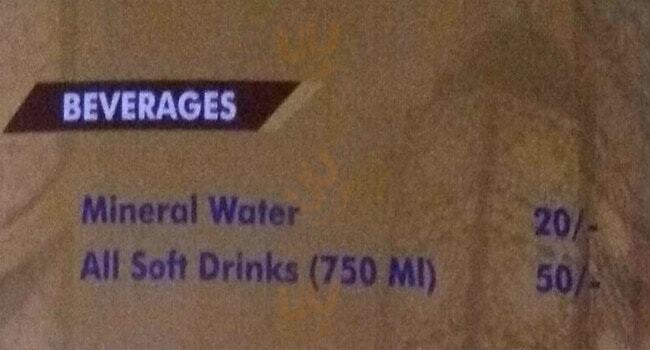 BEVERAGES
Mineral Water 20/-
All Soft Drinks (750 Ml) 50/-